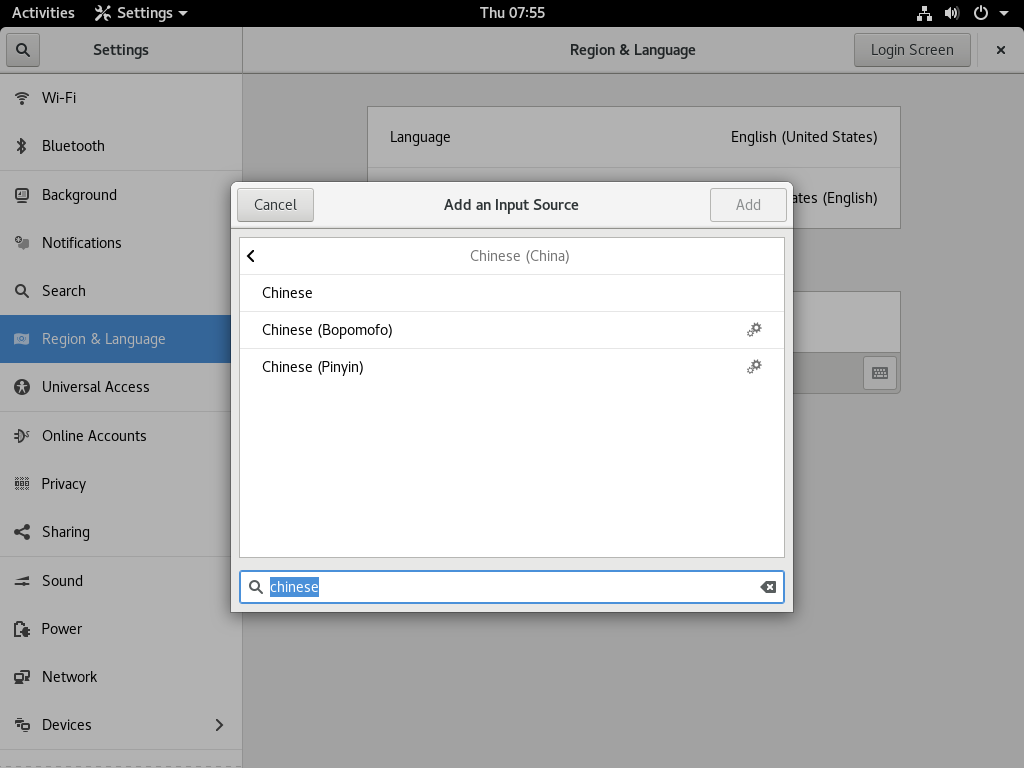 Activities Settings Thu 07:55
Settings Region & Language Login Screen
Wi-Fi
Bluetooth
Background
Notifications
Search
Region & Language
Universal Access
Online Accounts
Privacy
Sharing
Sound
Power
Network
Devices
Language English (United States)
(English)
Cancel Add an Input Source Add
Chinese (China)
Chinese
Chinese (Bopomofo)
Chinese (Pinyin)
chinese